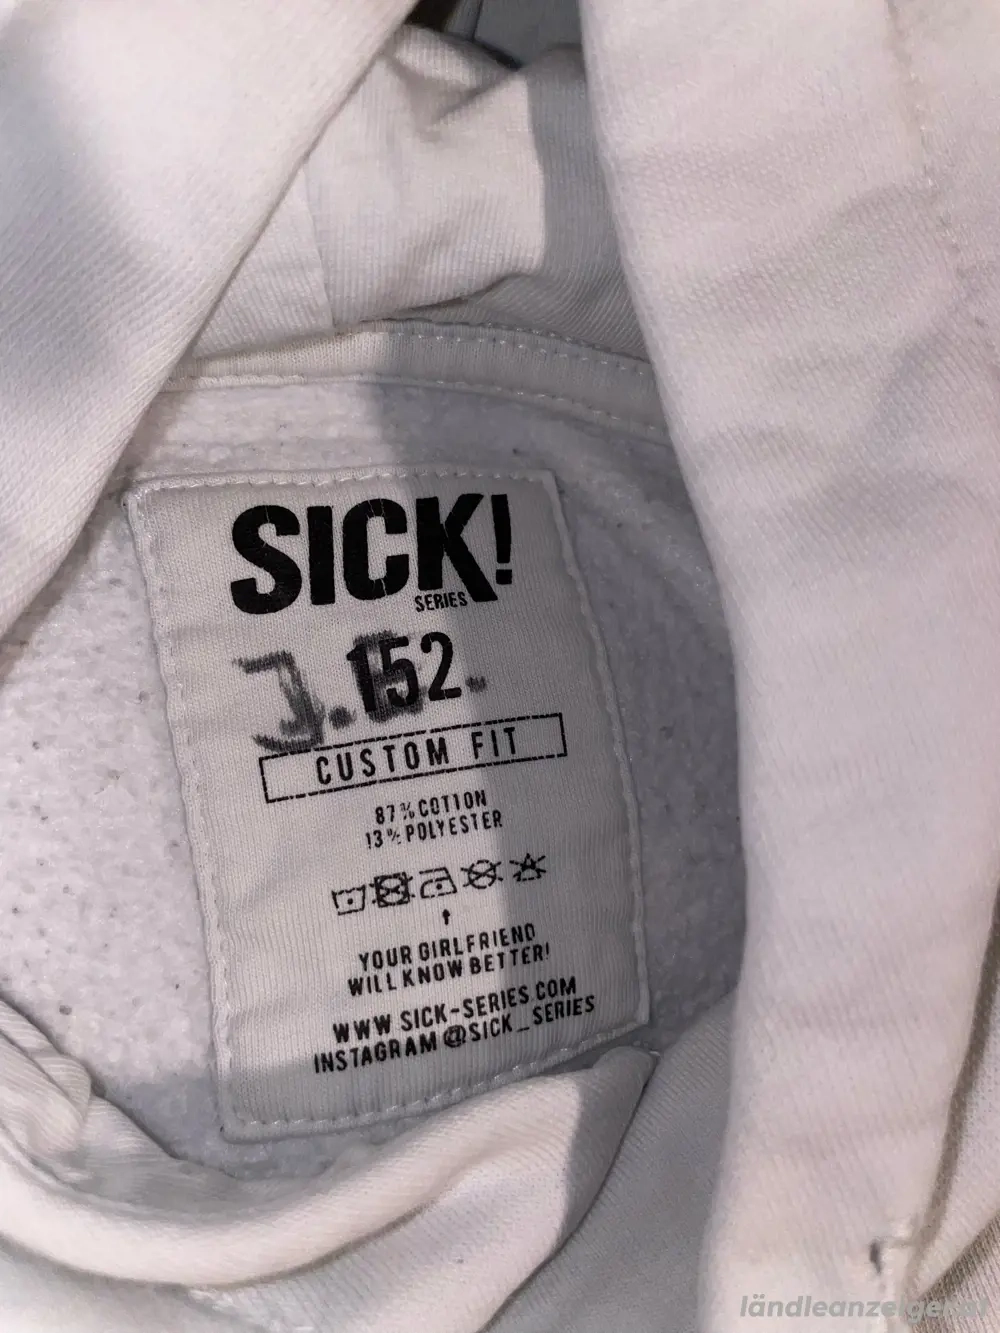 SICK!
SERIES
J. 152.
CUSTOM FIT
87% COTTON
13% POLYESTER
YOUR GIRLFRIEND
WILL KNOW BETTER!
WWW SICK-SERIES.COM
INSTAGRAM @SICK_SERIES
ländleanzeiger.at